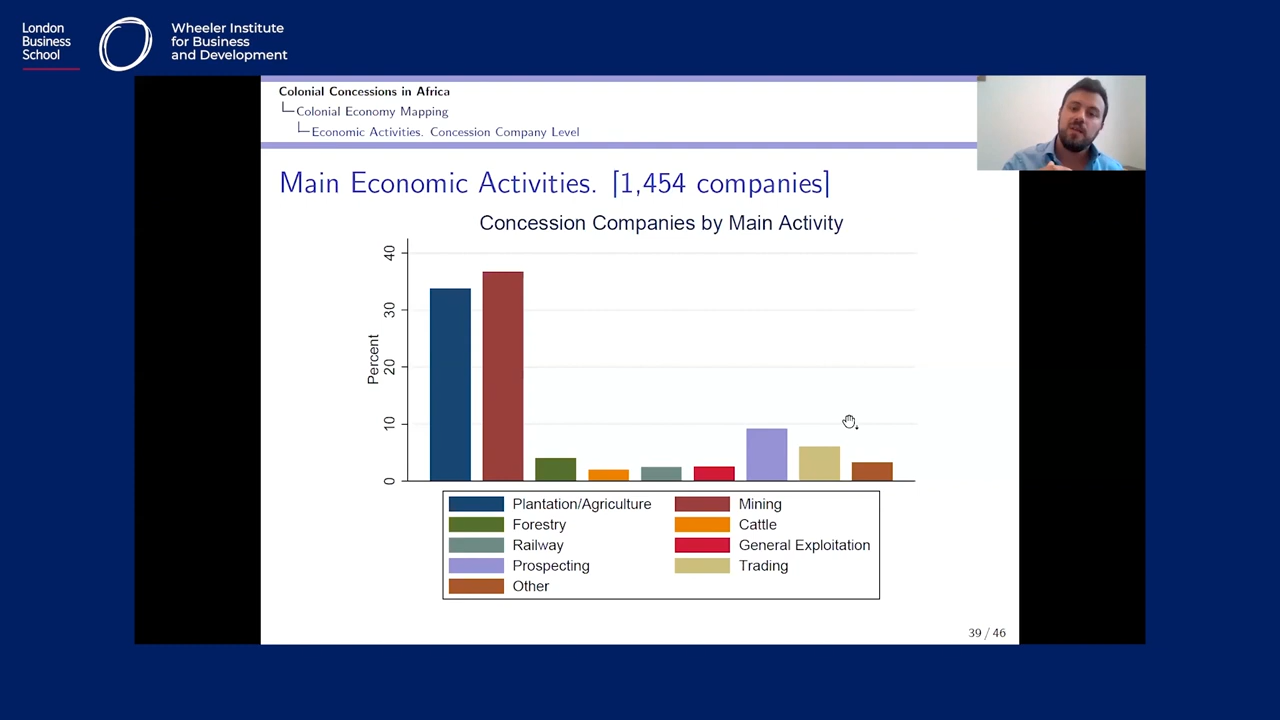 London
Business
School
Wheeler Institute
for Business
and Development
Colonial Concessions in Africa
Colonial Economy Mapping
Economic Activities. Concession Company Level
Main Economic Activities. [1,454 companies]
Concession Companies by Main Activity
40
30
20
10
0
Percent
Plantation/Agriculture
Mining
Forestry
Cattle
Railway
General Exploitation
Prospecting
Trading
Other
39 / 46